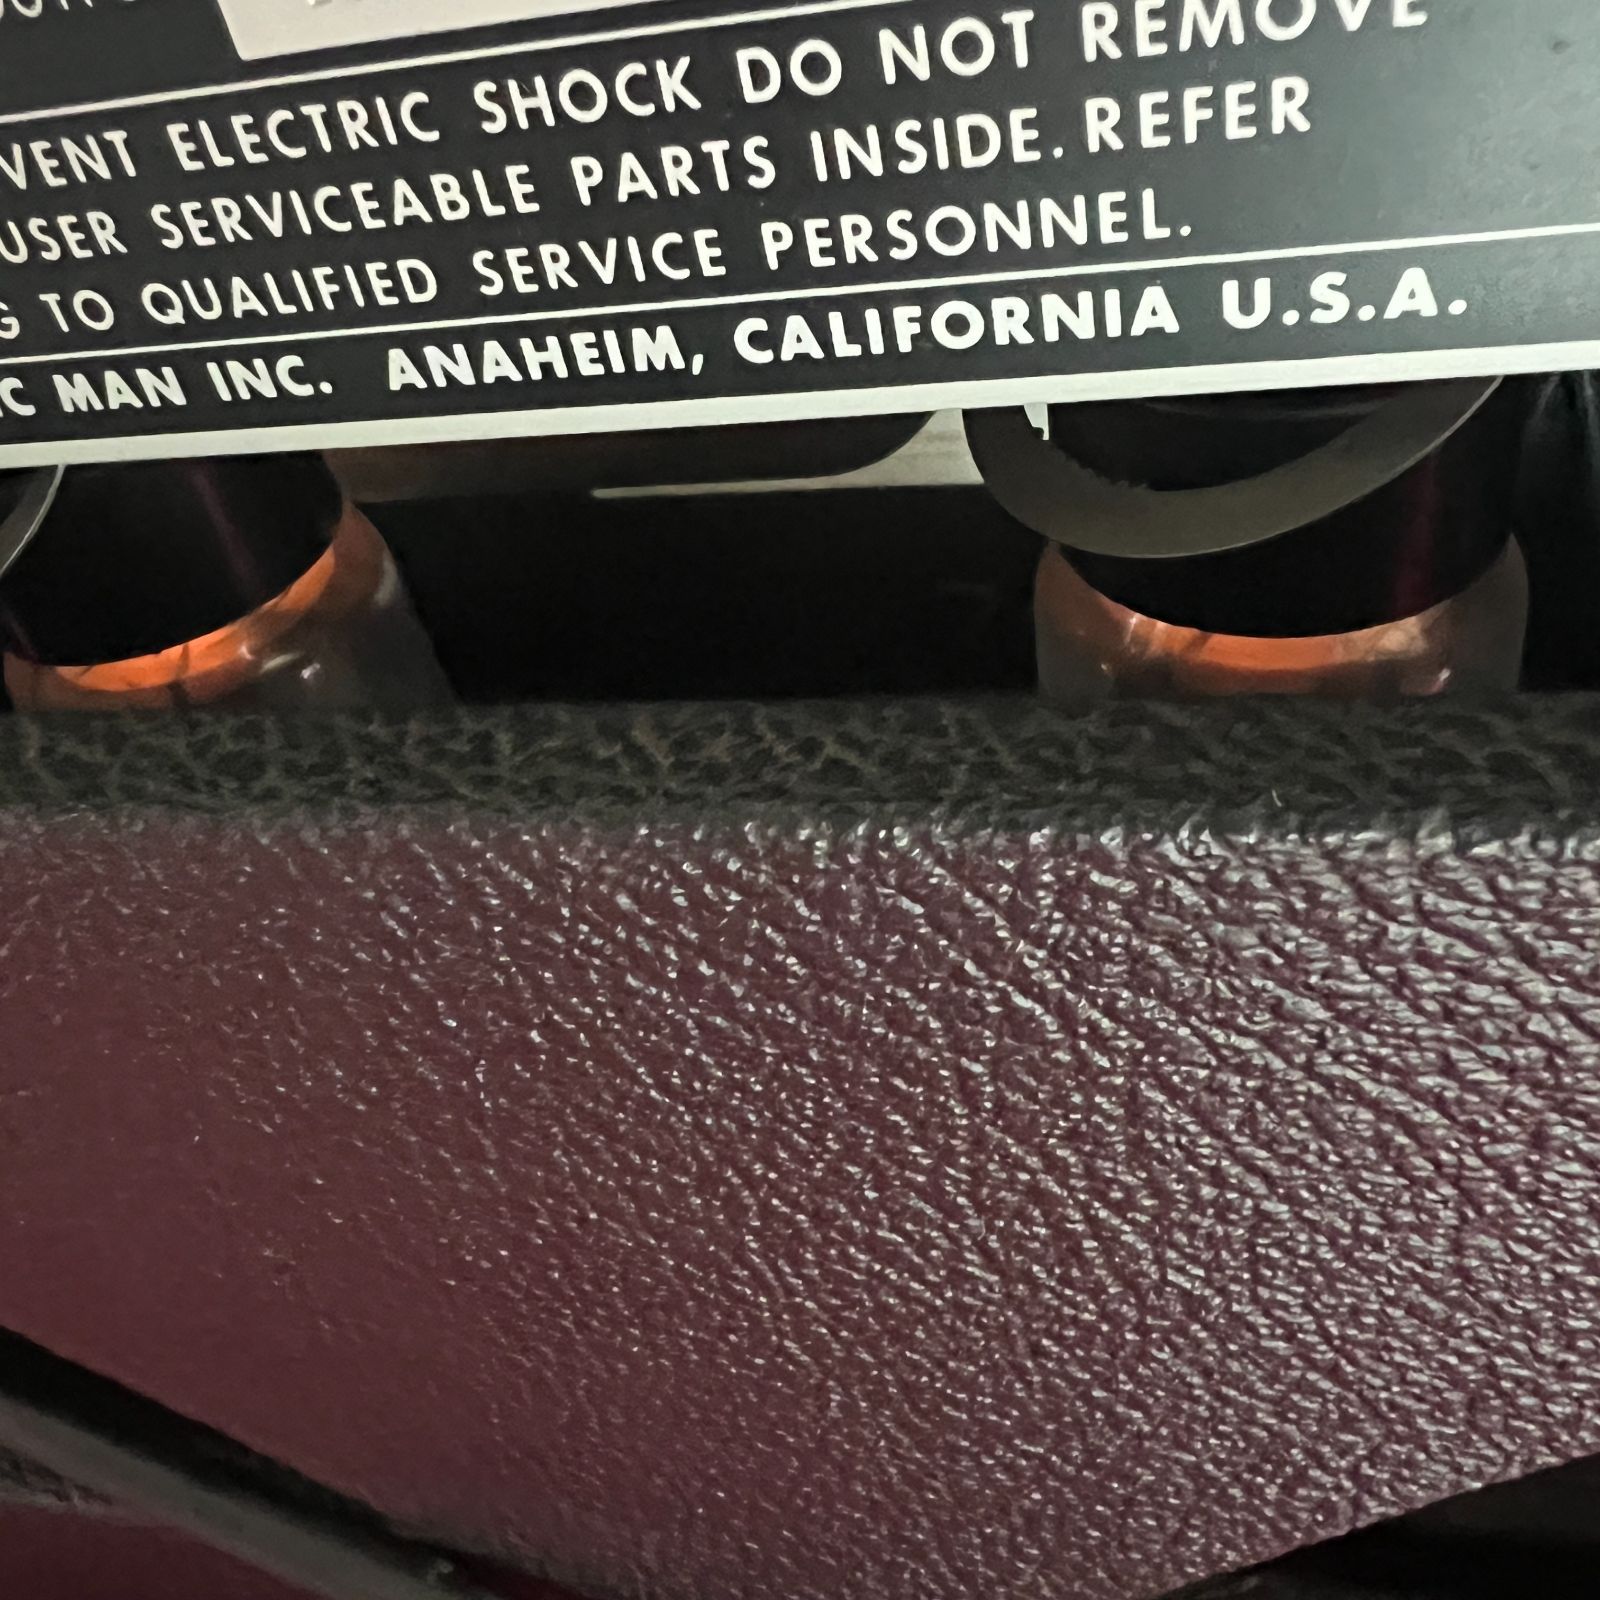 VENT ELECTRIC SHOCK DO NOT REMOVE
USER SERVICEABLE PARTS INSIDE. REFER
G TO QUALIFIED SERVICE PERSONNEL.
IC MAN INC. ANAHEIM, CALIFORNIA U.S.A.